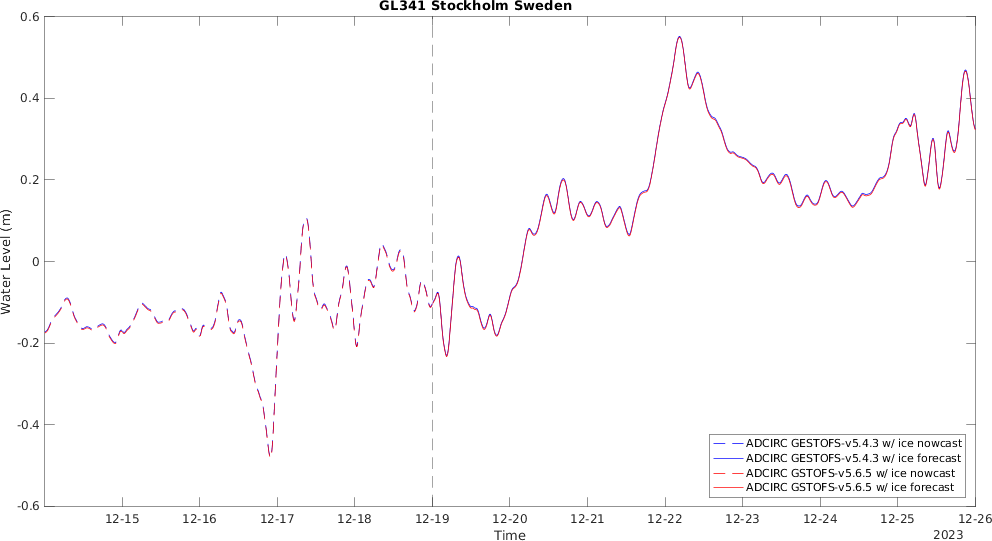 GL341 Stockholm Sweden
Water Level (m)
0.6
0.4
0.2
0
-0.2
-0.4
-0.6
ADCIRC GESTOFS-v5.4.3 w/ ice nowcast
ADCIRC GESTOFS-v5.4.3 w/ ice forecast
ADCIRC GSTOFS-v5.6.5 w/ ice nowcast
ADCIRC GSTOFS-v5.6.5 w/ ice forecast
12-15 12-16 12-17 12-18 12-19 12-20 12-21 12-22 12-23 12-24 12-25 12-26
Time
2023